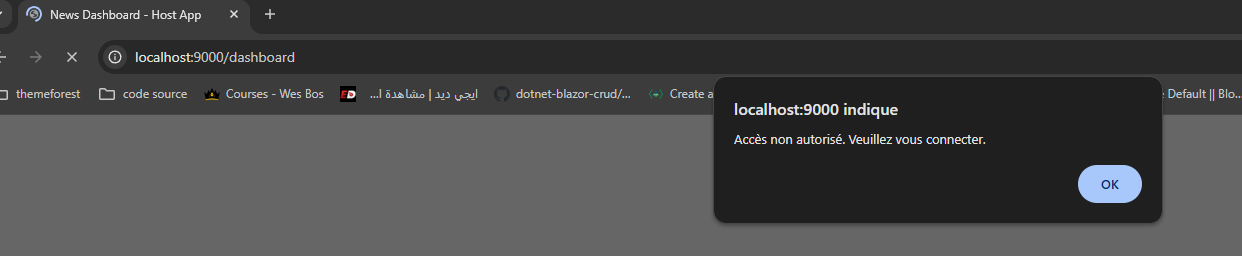 News Dashboard - Host App
localhost:9000/dashboard
themeforest
code source
Courses - Wes Bos
ED
ايجي ديد | مشاهدة ا...
dotnet-blazor-crud/...
Create a
Default || Blo...
localhost:9000 indique
Accès non autorisé. Veuillez vous connecter.
OK